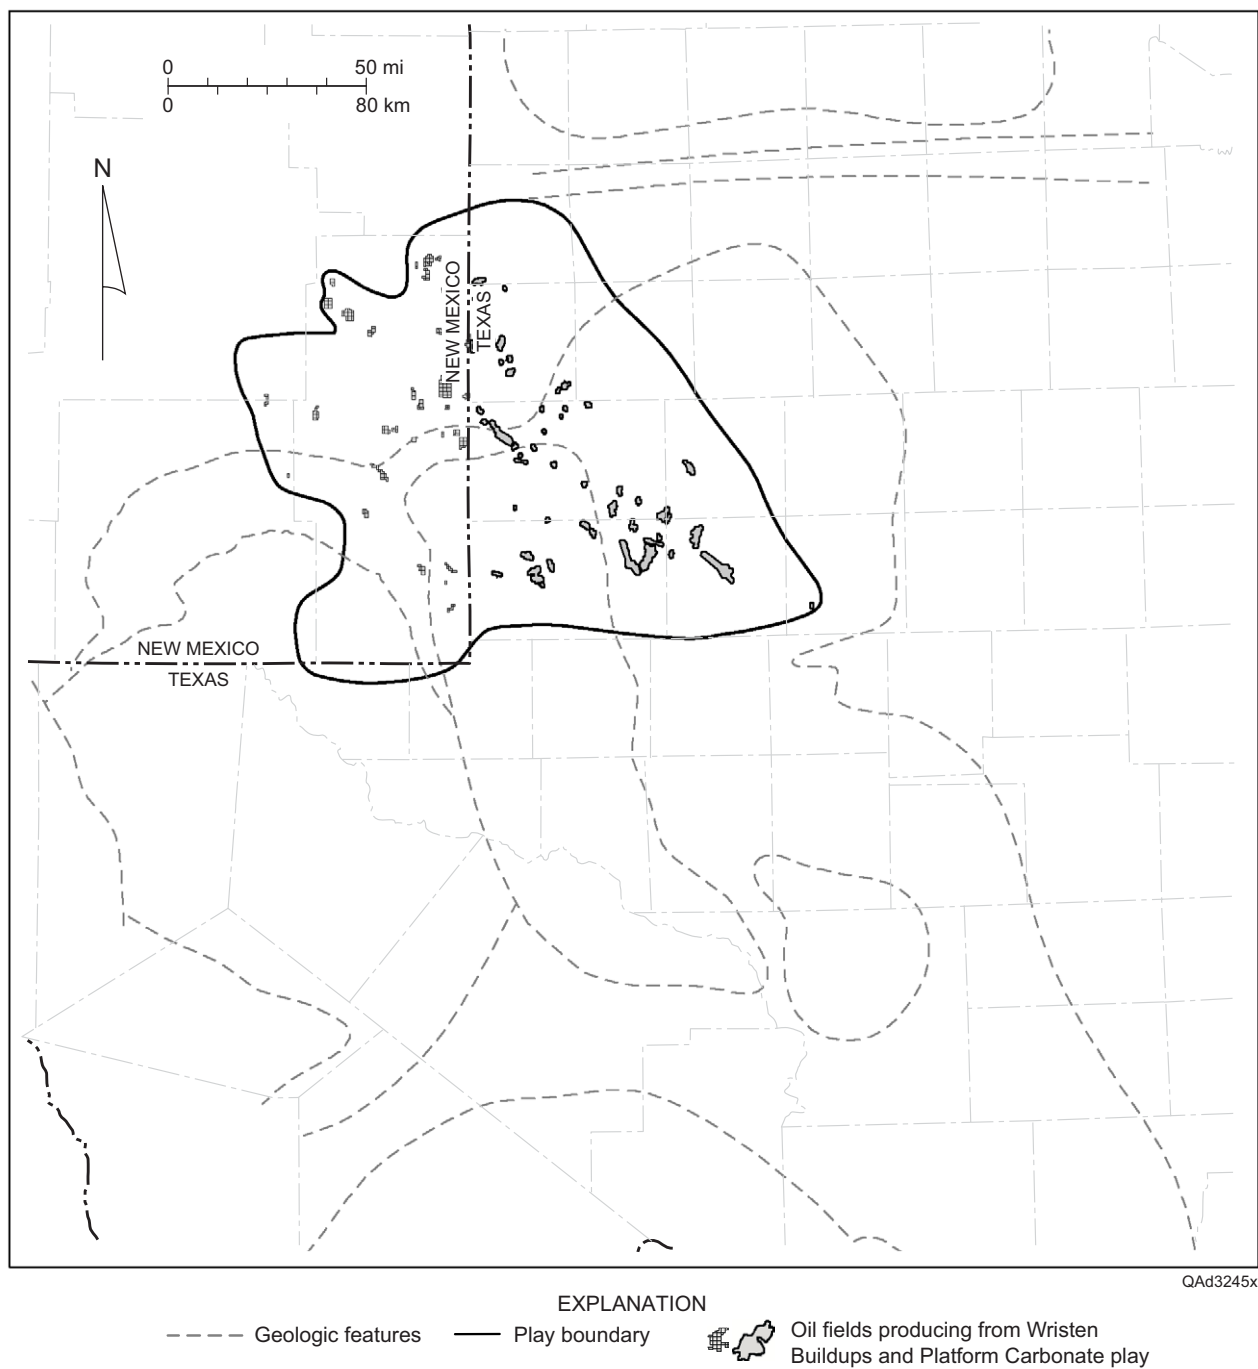 0 50 mi
0 80 km
N
NEW MEXICO
TEXAS
NEW MEXICO
TEXAS
QAd3245x
EXPLANATION
Geologic features
Play boundary
Oil fields producing from Wristen
Buildups and Platform Carbonate play